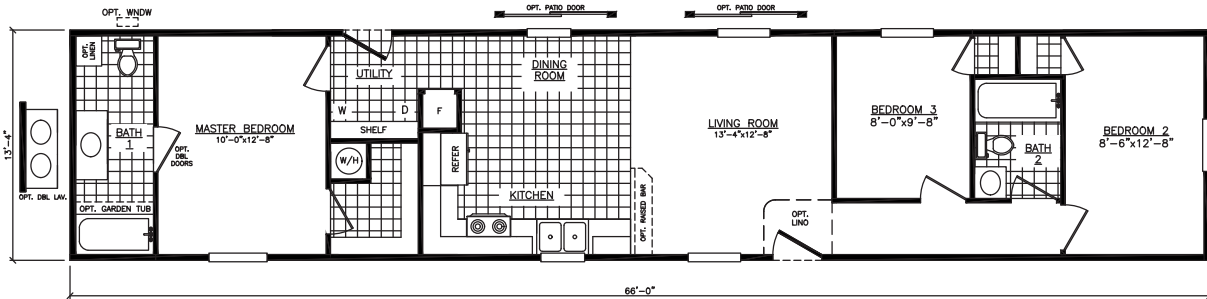 OPT. WNDW
OPT. PATIO DOOR
OPT. PATIO DOOR
OPT.
LINEN
UTILITY
DINING
ROOM
W
D
F
SHELF
BATH
1
MASTER BEDROOM
10'-0"x12'-8"
OPT.
DBL
DOORS
W/H
REFER
KITCHEN
LIVING ROOM
13'-4"x12'-8"
BEDROOM 3
8'-0"x9'-8"
BATH
2
BEDROOM 2
8'-6"x12'-8"
13'-4"
OPT. DBL LAV.
OPT. GARDEN TUB
OPT. RAISED BAR
OPT.
LINO
66'-0"